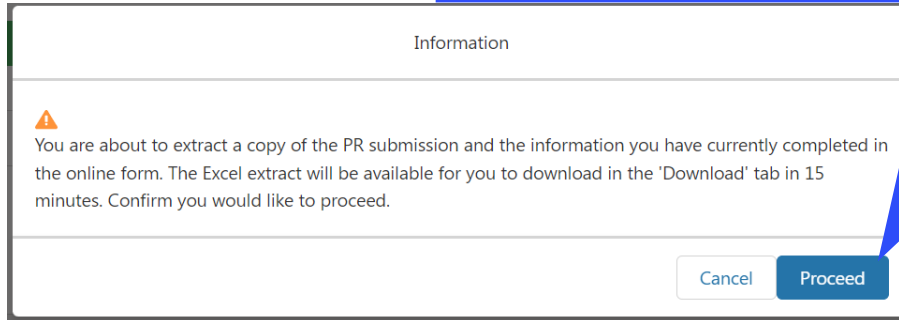 Information
You are about to extract a copy of the PR submission and the information you have currently completed in
the online form. The Excel extract will be available for you to download in the 'Download' tab in 15
minutes. Confirm you would like to proceed.
Cancel Proceed